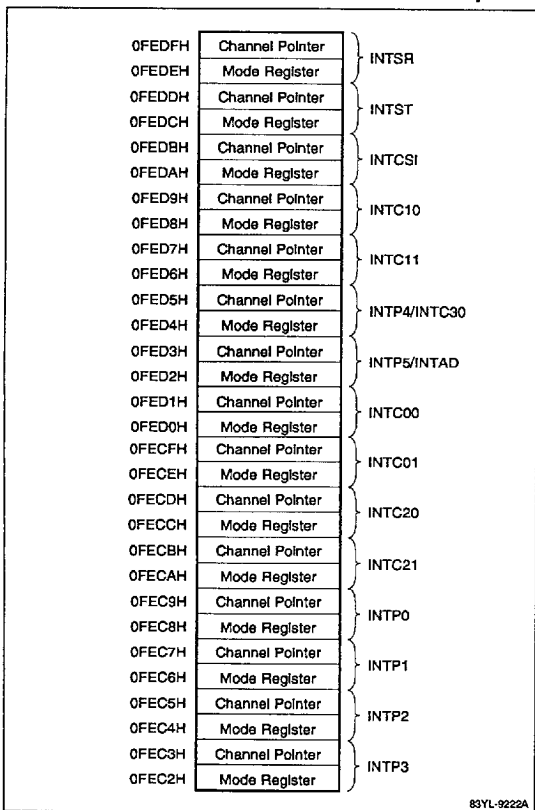 0FEDFH Channel Pointer
INTSR
0FEDEH Mode Register
0FEDDH Channel Pointer
INTST
0FEDCH Mode Register
0FEDBH Channel Pointer
INTCSI
0FEDAH Mode Register
0FED9H Channel Pointer
INTC10
0FED8H Mode Register
0FED7H Channel Pointer
INTC11
0FED6H Mode Register
0FED5H Channel Pointer
INTP4/INTC30
0FED4H Mode Register
0FED3H Channel Pointer
INTP5/INTAD
0FED2H Mode Register
0FED1H Channel Pointer
INTC00
0FED0H Mode Register
0FECFH Channel Pointer
INTC01
0FECEH Mode Register
0FECDH Channel Pointer
INTC20
0FECCH Mode Register
0FECBH Channel Pointer
INTC21
0FECAH Mode Register
0FEC9H Channel Pointer
INTP0
0FEC8H Mode Register
0FEC7H Channel Pointer
INTP1
0FEC6H Mode Register
0FEC5H Channel Pointer
INTP2
0FEC4H Mode Register
0FEC3H Channel Pointer
INTP3
0FEC2H Mode Register
83YL-9222A